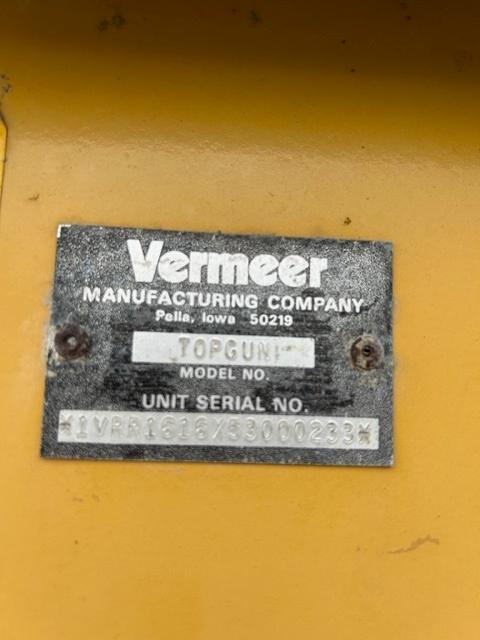 Vermeer
MANUFACTURING COMPANY
Pella, Iowa 50219
TOPGUN
MODEL NO.
UNIT SERIAL NO.
*1VRR1616X53000233*